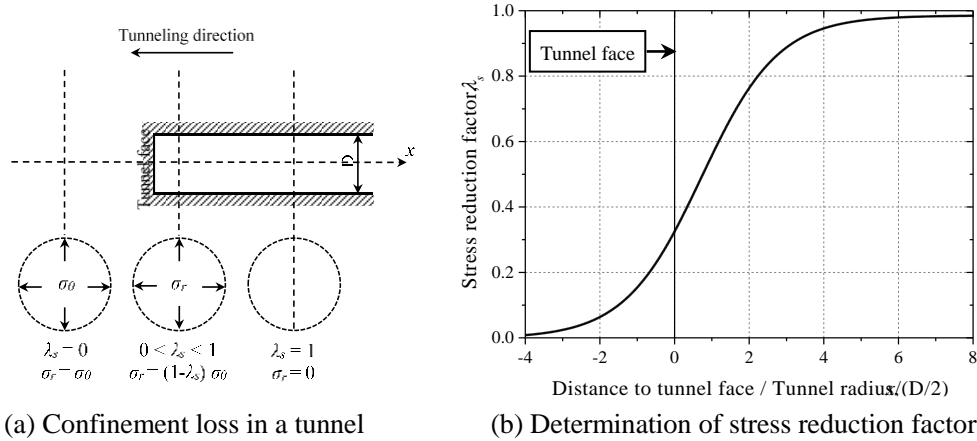 Tunneling direction
Tunnel face
D
x
σ0
σr
λs = 0
σr = σ0
0 < λs < 1
σr = (1-λs) σ0
λs = 1
σr = 0
(a) Confinement loss in a tunnel
Stress reduction factor λs
1.0
0.8
0.6
0.4
0.2
0.0
Tunnel face
-4 -2 0 2 4 6 8
Distance to tunnel face / Tunnel radius, x/(D/2)
(b) Determination of stress reduction factor